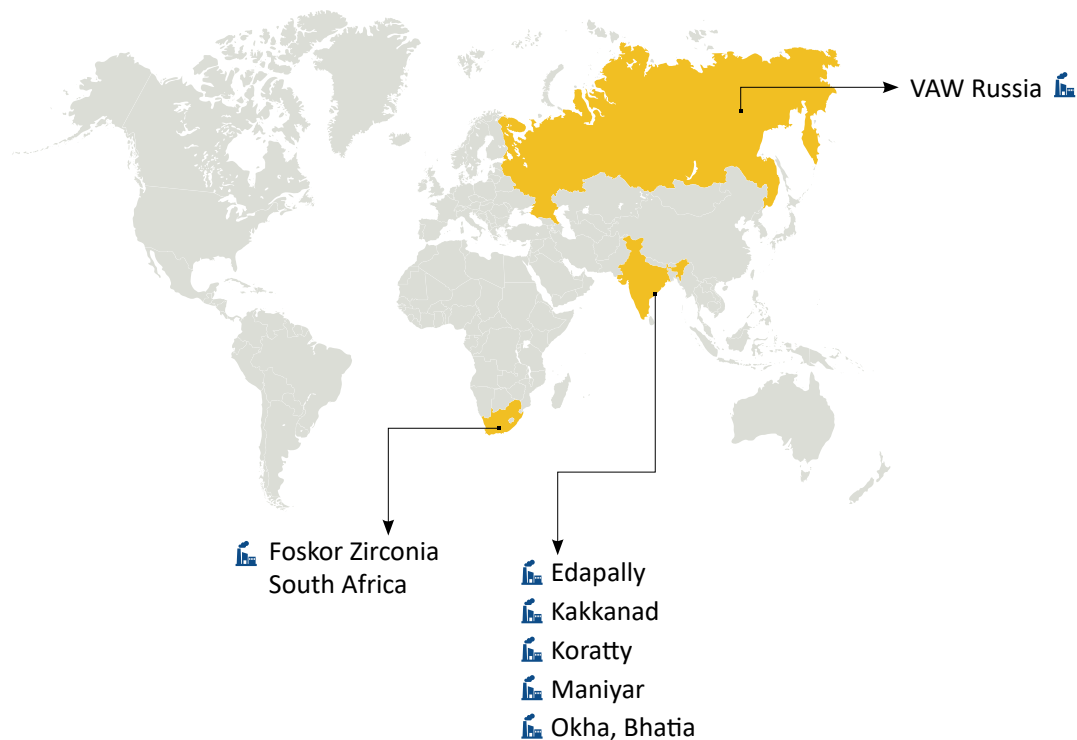 VAW Russia
Foskor Zirconia
South Africa
Edapally
Kakkanad
Koratty
Maniyar
Okha, Bhatia